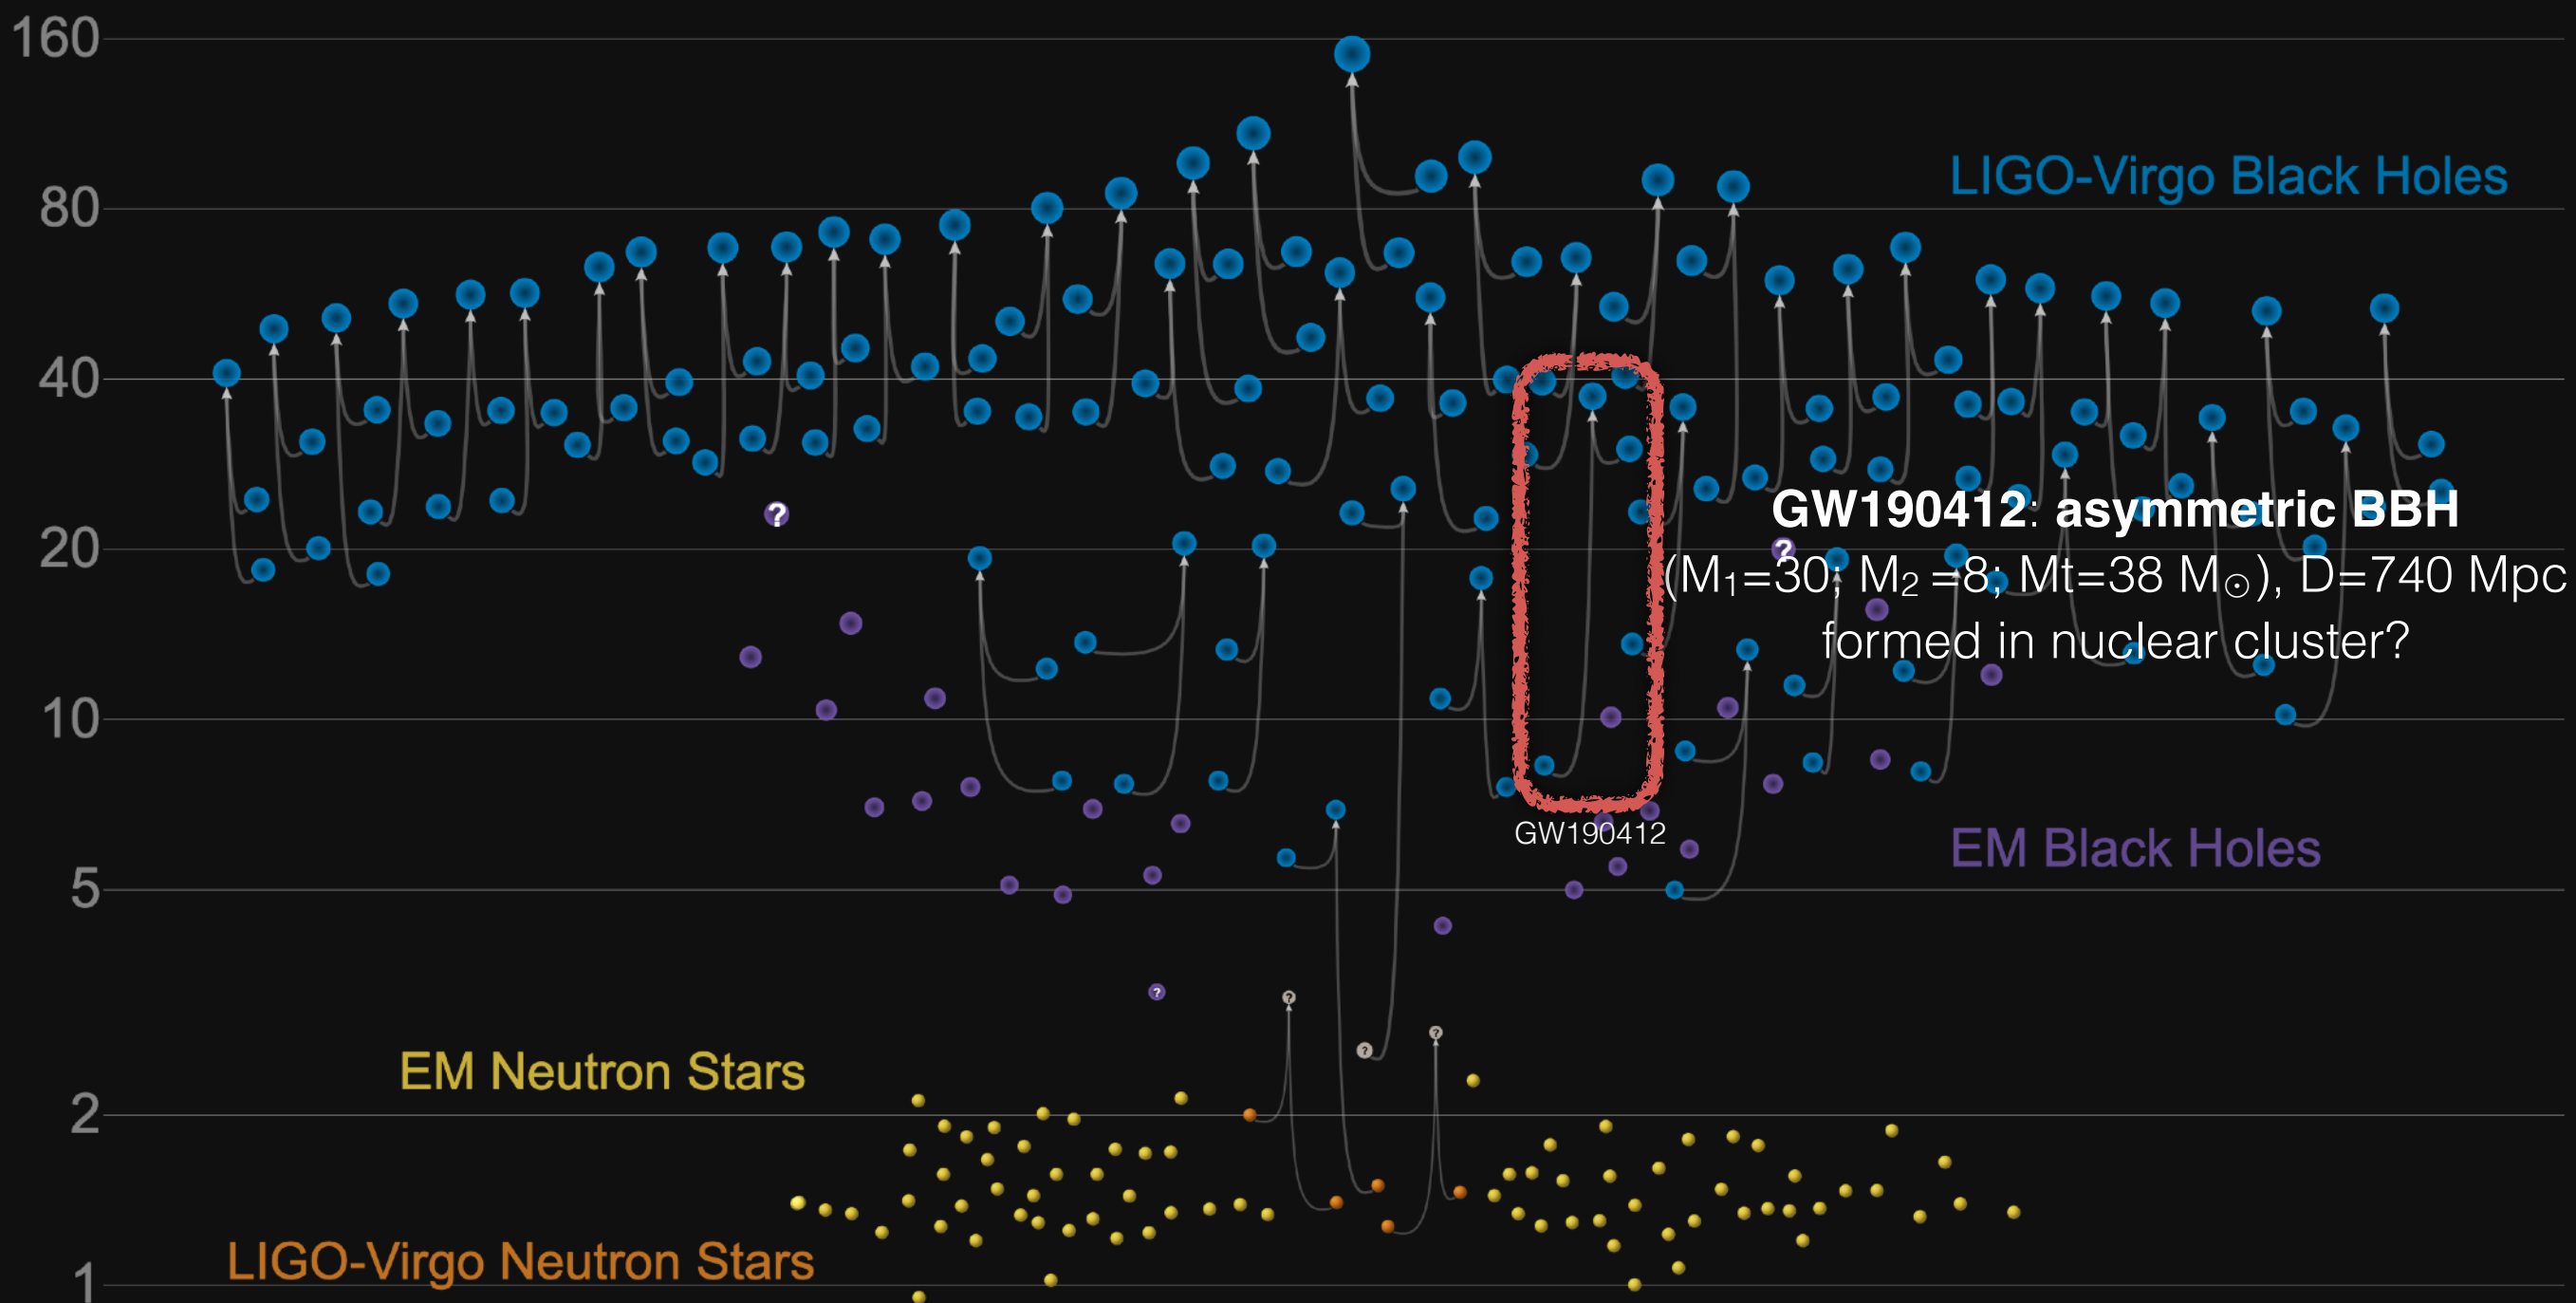 160
80
40
20
10
5
2
1
LIGO-Virgo Black Holes
?
GW190412: asymmetric BBH
?
(M₁=30; M₂ =8; Mt=38 M☉), D=740 Mpc
formed in nuclear cluster?
GW190412
EM Black Holes
?
?
?
?
EM Neutron Stars
LIGO-Virgo Neutron Stars